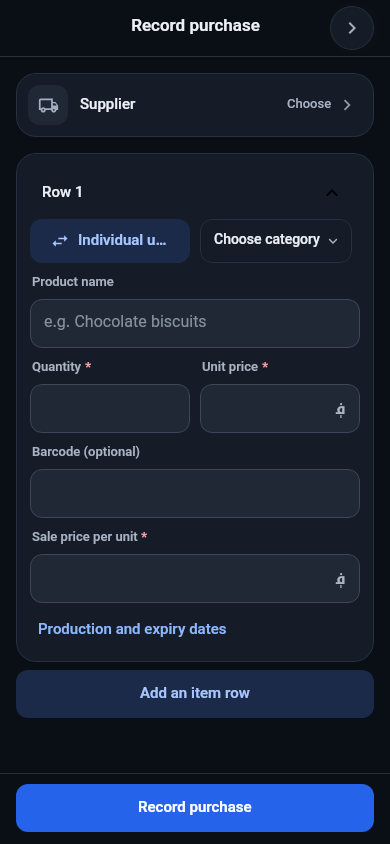 Record purchase
Supplier
Choose
Row 1
Individual u...
Choose category
Product name
e.g. Chocolate biscuits
Quantity *
Unit price *
Barcode (optional)
Sale price per unit *
Production and expiry dates
Add an item row
Record purchase